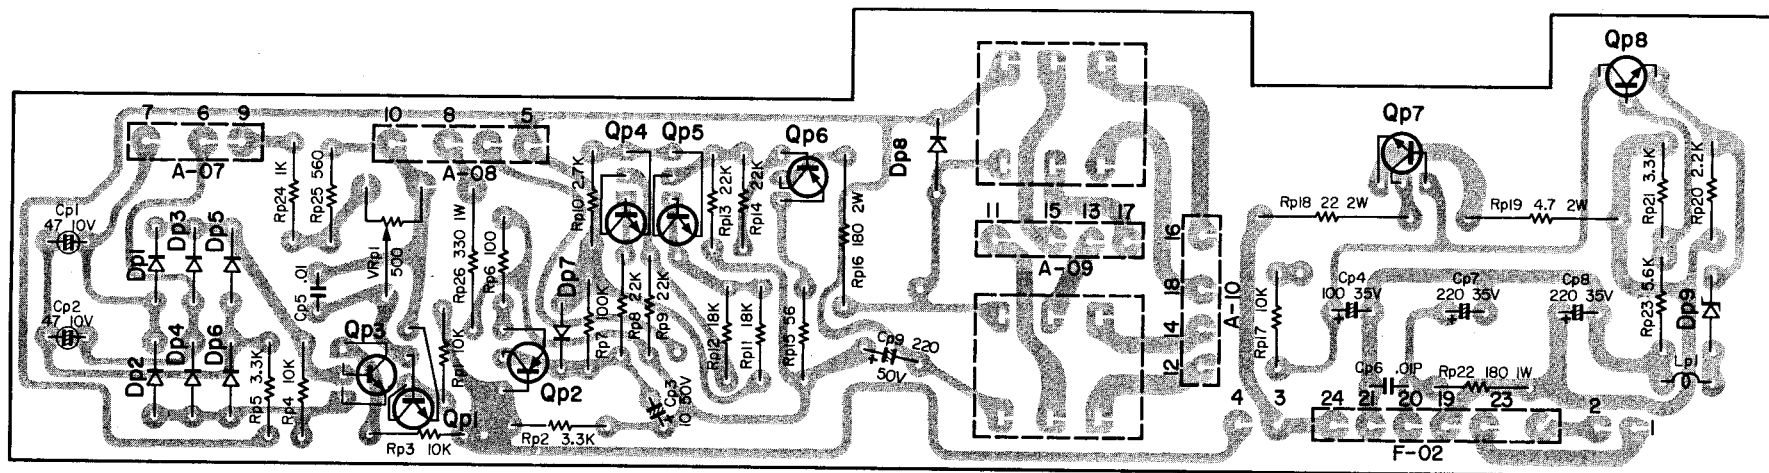 Qp8
7 6 9
A-07
10 8 5
A-08
Qp4
Qp5
Qp6
Dp8
Qp7
Rp24 1K
Rp25 560
VRp1
500
Rp26 330 1W
Rp6 100
Rp10 2.7K
Rp13 22K
Rp14 22K
Rp16 180 2W
11 15 13 17
A-09
16 18 14 12
A-10
Rp18 22 2W
Rp19 4.7 2W
Rp21 3.3K
Rp20 2.2K
Cp1
47 10V
Dp1
Dp3
Dp5
Cp5 .01
Dp7
Rp7 100K
Rp8 22K
Rp9 22K
Rp12 18K
Rp11 18K
Rp15 56
Cp9 220
50V
Rp17 10K
Cp4
100 35V
Cp7
220 35V
Cp8
220 35V
Rp23 5.6K
Dp9
Cp2
47 10V
Dp2
Dp4
Dp6
Rp5 3.3K
Rp4 10K
Qp3
Rp1 10K
Qp2
Cp3
10 50V
Qp1
Rp3 10K
Rp2 3.3K
4 3
Cp6 .01P
Rp22 180 1W
Lp1
24 21 20 19 23
2 1
F-02